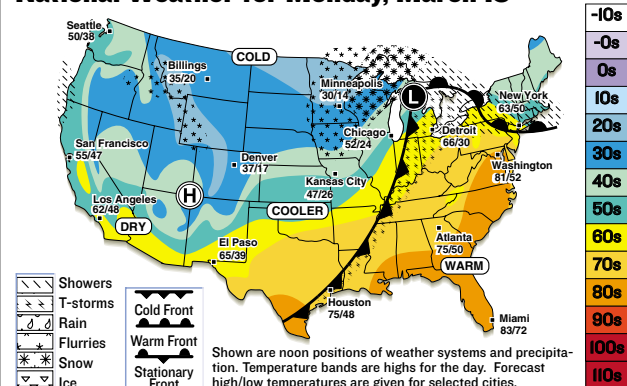 National Weather for Monday, March 18
-10s
-0s
0s
10s
20s
30s
40s
50s
60s
70s
80s
90s
100s
110s
Seattle
50/38
Billings
35/20
COLD
Minneapolis
30/14
L
New York
63/50
San Francisco
55/47
Denver
37/17
Chicago
52/24
Detroit
66/30
Washington
81/52
Kansas City
47/26
Los Angeles
62/48
H
DRY
COOLER
El Paso
65/39
Atlanta
75/50
WARM
Houston
75/48
Miami
83/72
Showers
T-storms
Rain
Flurries
Snow
Ice
Cold Front
Warm Front
Stationary
Front
Shown are noon positions of weather systems and precipita-
tion. Temperature bands are highs for the day. Forecast
high/low temperatures are given for selected cities.